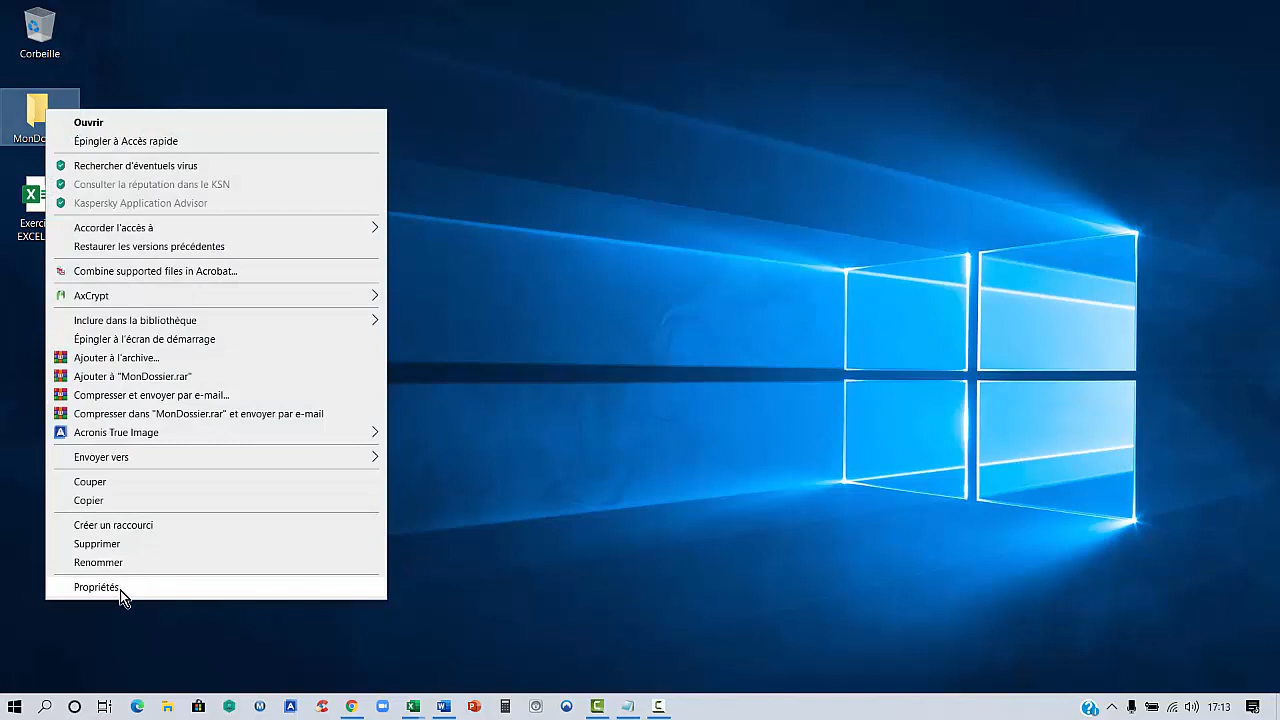 Corbeille
MonDo
Exerci
EXCEL
Ouvrir
Épingler à Accès rapide
Rechercher d'éventuels virus
Consulter la réputation dans le KSN
Kaspersky Application Advisor
Accorder l'accès à
Restaurer les versions précédentes
Combine supported files in Acrobat...
AxCrypt
Inclure dans la bibliothèque
Épingler à l'écran de démarrage
Ajouter à l'archive...
Ajouter à "MonDossier.rar"
Compresser et envoyer par e-mail...
Compresser dans "MonDossier.rar" et envoyer par e-mail
Acronis True Image
Envoyer vers
Couper
Copier
Créer un raccourci
Supprimer
Renommer
Propriétés
17:13